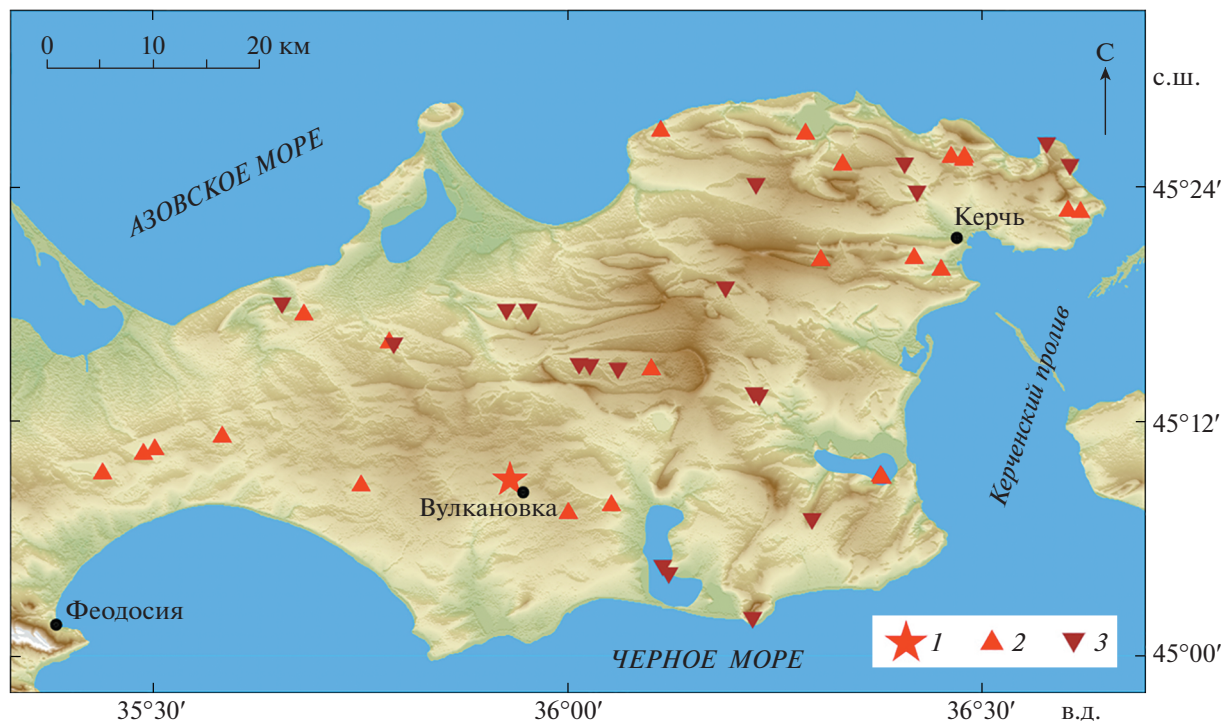 0 10 20 км
С
с.ш.
АЗОВСКОЕ МОРЕ
45°24′
Керчь
Керченский пролив
45°12′
Вулкановка
Феодосия
1 2 3
ЧЕРНОЕ МОРЕ
45°00′
35°30′ 36°00′ 36°30′ в.д.